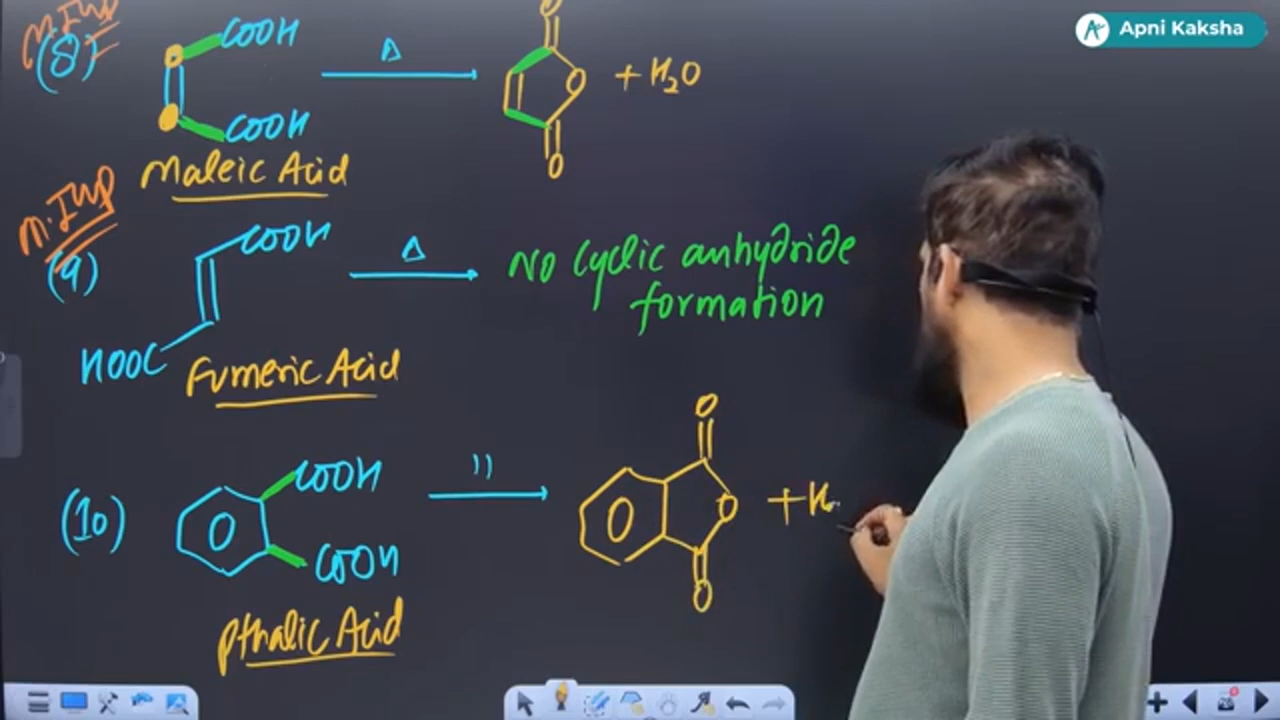 Apni Kaksha
M.Imp
(8) COOH Δ O + H₂O
COOH O
O
Maleic Acid
M.Imp
(9) COOH Δ No cyclic anhydride
formation
HOOC
Fumeric Acid
O
(10) COOH " O + H
COOH
O
Pthalic Acid